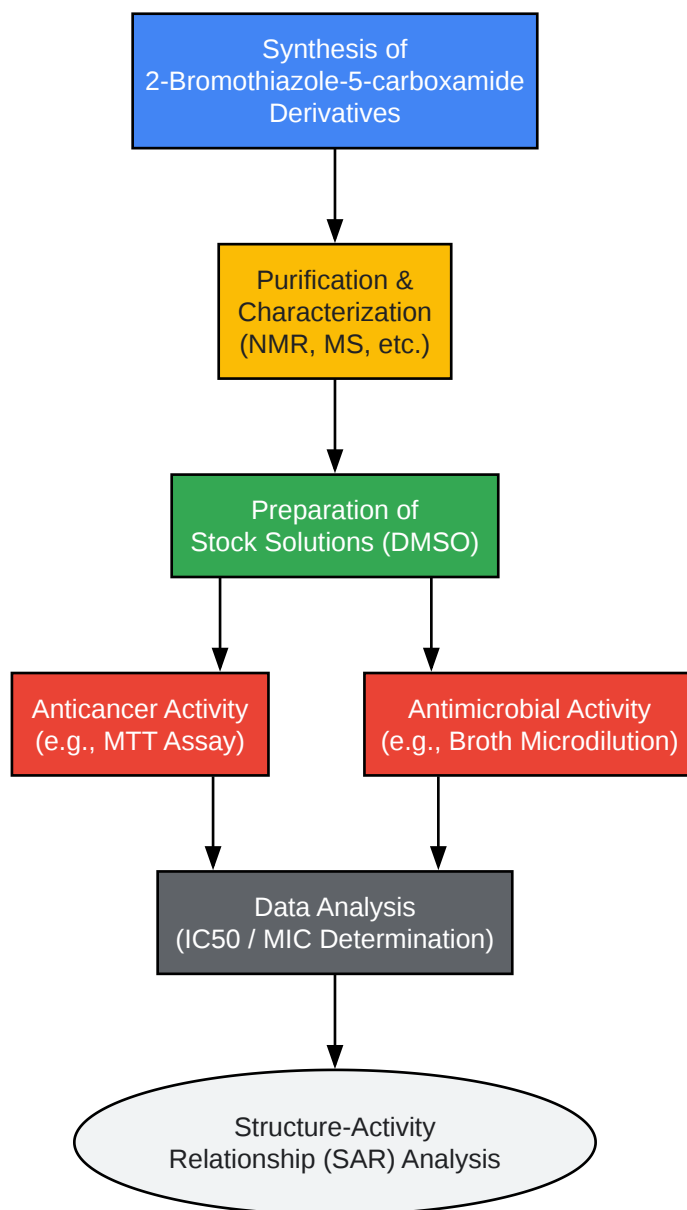 Synthesis of
2-Bromothiazole-5-carboxamide
Derivatives
Purification &
Characterization
(NMR, MS, etc.)
Preparation of
Stock Solutions (DMSO)
Anticancer Activity
(e.g., MTT Assay)
Antimicrobial Activity
(e.g., Broth Microdilution)
Data Analysis
(IC50 / MIC Determination)
Structure-Activity
Relationship (SAR) Analysis